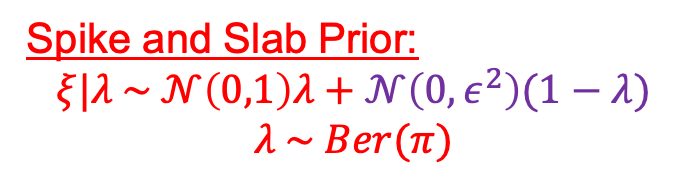 Spike and Slab Prior:
ξ|λ ~ 𝒩(0,1)λ + 𝒩(0, ϵ²)(1 − λ)
λ ~ Ber(π)